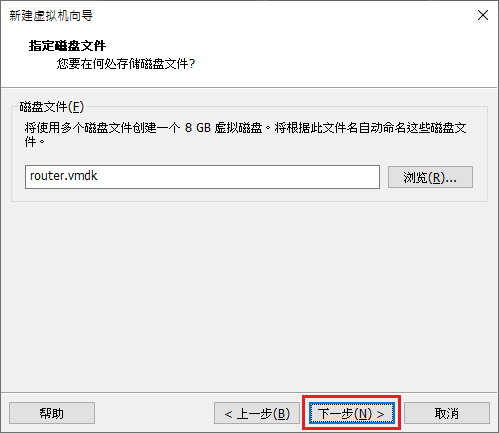 新建虚拟机向导
指定磁盘文件
您要在何处存储磁盘文件?
磁盘文件(F)
将使用多个磁盘文件创建一个 8 GB 虚拟磁盘。将根据此文件名自动命名这些磁盘文
件。
router.vmdk
浏览(R)...
帮助
< 上一步(B)
下一步(N) >
取消